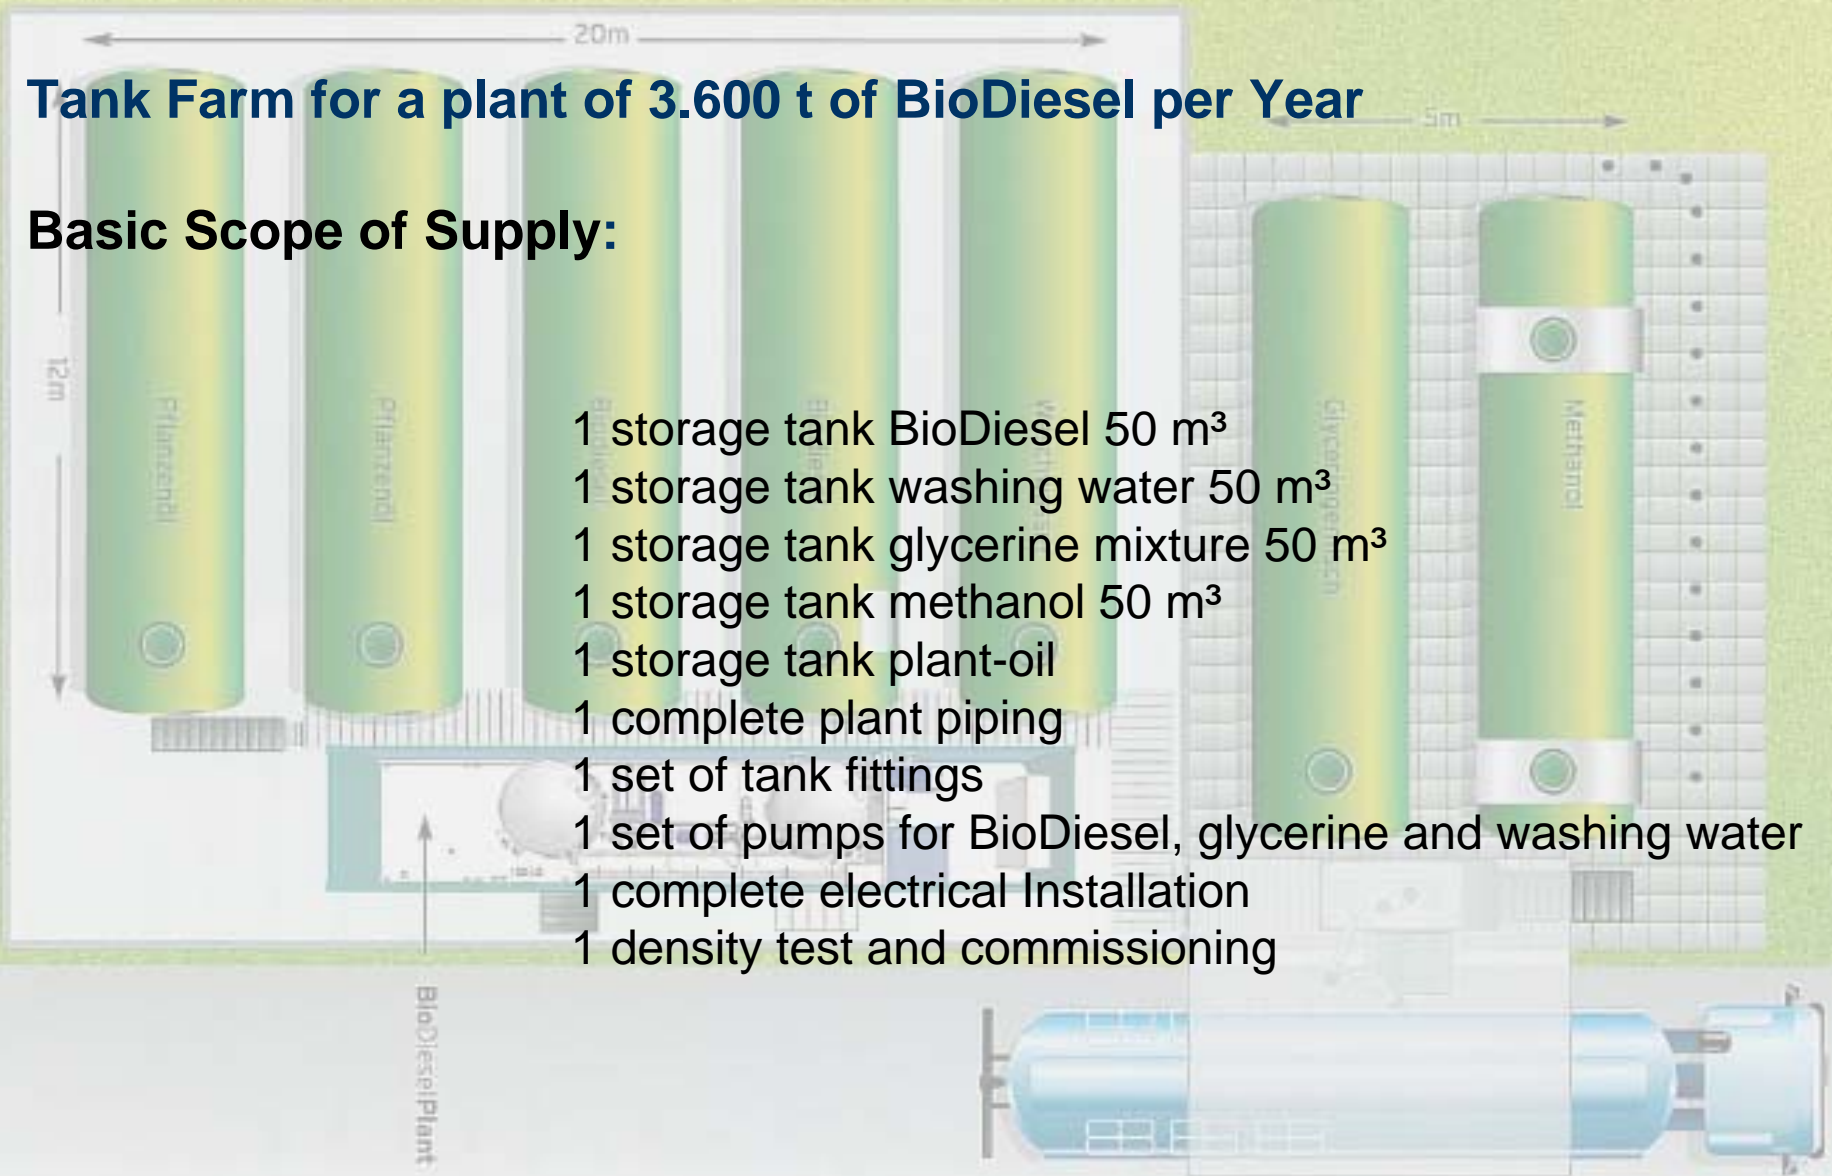 20m
Tank Farm for a plant of 3.600 t of BioDiesel per Year
5m
Basic Scope of Supply:
12m
Pflanzenöl
Pflanzenöl
Methanol
1 storage tank BioDiesel 50 m³
1 storage tank washing water 50 m³
1 storage tank glycerine mixture 50 m³
1 storage tank methanol 50 m³
1 storage tank plant-oil
1 complete plant piping
1 set of tank fittings
1 set of pumps for BioDiesel, glycerine and washing water
1 complete electrical Installation
1 density test and commissioning
BioDieselPlant